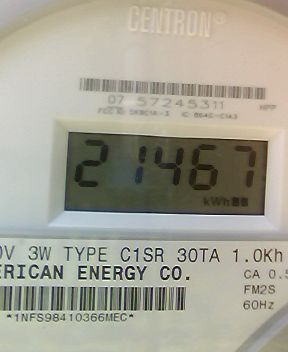 CENTRON
07 57245311
21467
kWh
0V 3W TYPE C1SR 30TA 1.0Kh
ERICAN ENERGY CO.
CA 0.5
FM2S
60Hz
*1NFS98410366MEC*